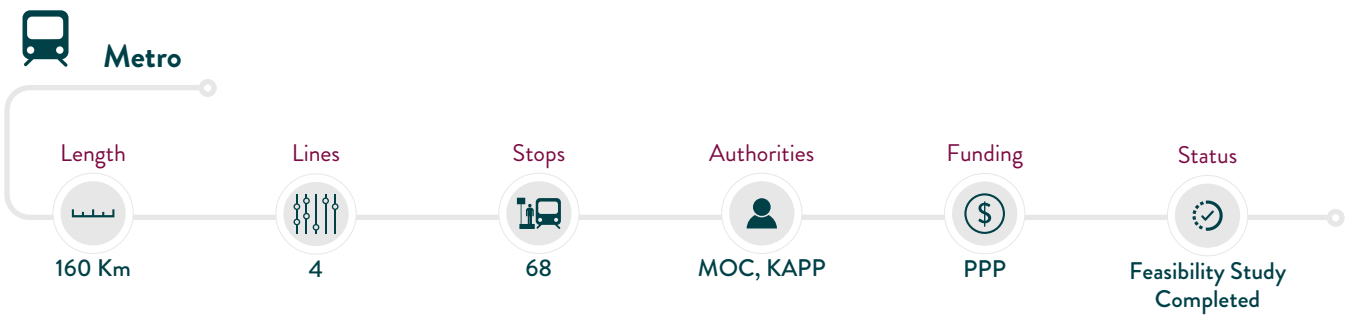 Metro
Length
Lines
Stops
Authorities
Funding
Status
$
160 Km
4
68
MOC, KAPP
PPP
Feasibility Study
Completed